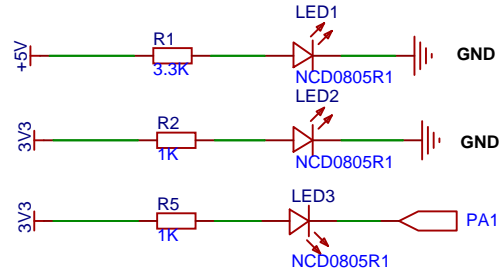 LED1
R1
+5V
GND
3.3K
NCD0805R1
LED2
R2
3V3
GND
1K
NCD0805R1
LED3
R5
3V3
PA1
1K
NCD0805R1